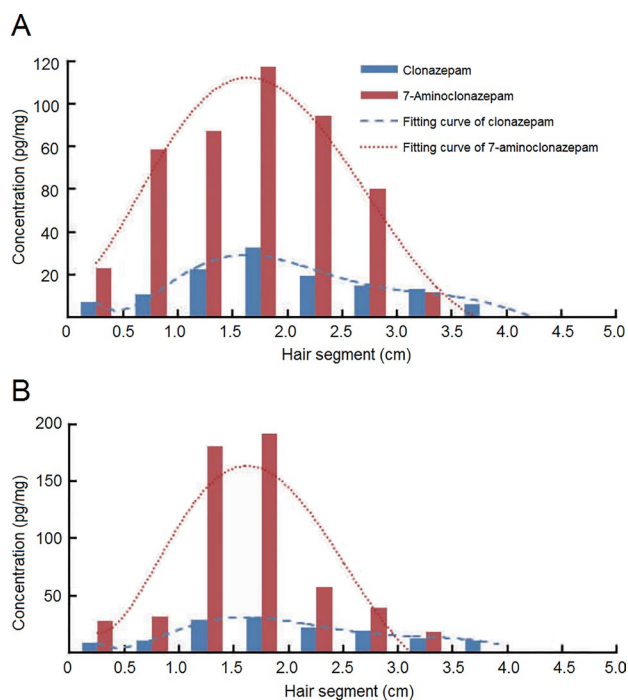 A
120
100
60
80
40
20
Concentration (pg/mg)
Clonazepam
7-Aminoclonazepam
Fitting curve of clonazepam
Fitting curve of 7-aminoclonazepam
0 0.5 1.0 1.5 2.0 2.5 3.0 3.5 4.0 4.5 5.0
Hair segment (cm)
B
200
150
100
50
Concentration (pg/mg)
0 0.5 1.0 1.5 2.0 2.5 3.0 3.5 4.0 4.5 5.0
Hair segment (cm)